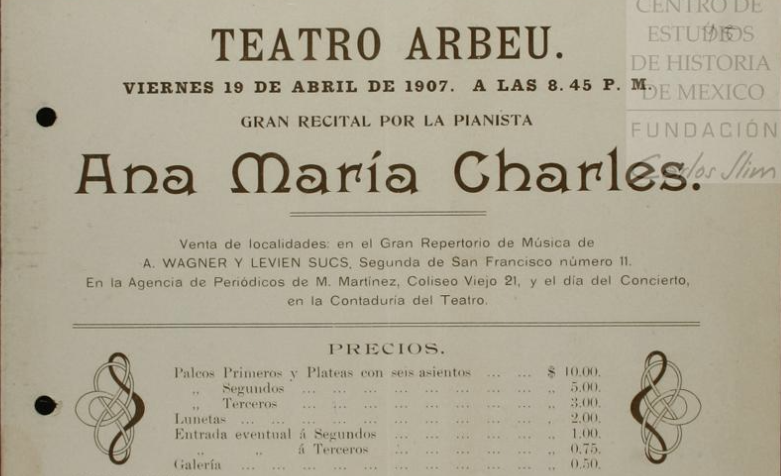 CENTRO DE
ESTUDIOS
DE HISTORIA
DE MEXICO
FUNDACIÓN
Carlos Slim
TEATRO ARBEU.
VIERNES 19 DE ABRIL DE 1907. A LAS 8.45 P. M.
GRAN RECITAL POR LA PIANISTA
Ana María Charles.
Venta de localidades: en el Gran Repertorio de Música de
A. WAGNER Y LEVIEN SUCS, Segunda de San Francisco número 11.
En la Agencia de Periódicos de M. Martínez, Coliseo Viejo 21, y el día del Concierto,
en la Contaduría del Teatro.
PRECIOS.
Palcos Primeros y Plateas con seis asientos ... ... $ 10.00.
„ Segundos ... ... ... ... ... ... ... „ 5.00.
„ Terceros ... ... ... ... ... ... ... „ 3.00.
Lunetas ... ... ... ... ... ... ... ... „ 2.00.
Entrada eventual á Segundos ... ... ... ... „ 1.00.
„ „ á Terceros ... ... ... ... „ 0.75.
Galería ... ... ... ... ... ... ... ... „ 0.50.